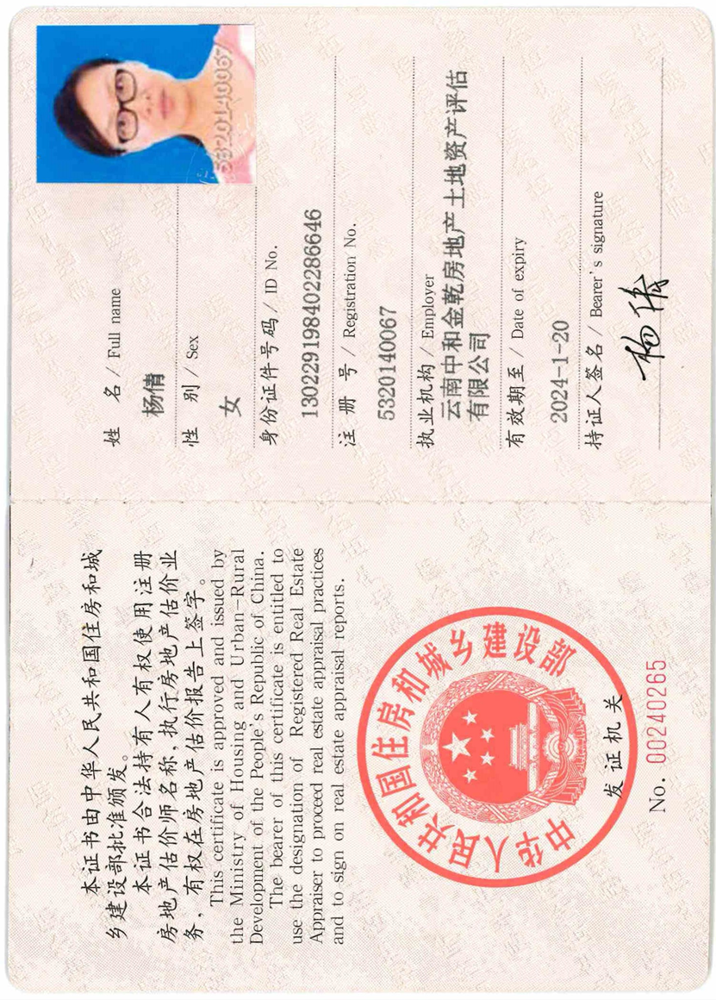 本证书由中华人民共和国住房和城
乡建设部批准颁发。
本证书合法持有人有权使用注册
房地产估价师名称,执行房地产估价业
务,有权在房地产估价报告上签字。
This certificate is approved and issued by
the Ministry of Housing and Urban-Rural
Development of the People's Republic of China.
The bearer of this certificate is entitled to
use the designation of Registered Real Estate
Appraiser to proceed real estate appraisal practices
and to sign on real estate appraisal reports.
中华人民共和国住房和城乡建设部
发证机关
No. 00240265
5320140067
姓 名 / Full name
杨倩
性 别 / Sex
女
身份证件号码 / ID No.
130229198402286646
注 册 号 / Registration No.
5320140067
执业机构 / Employer
云南中和金乾房地产土地资产评估
有限公司
有效期至 / Date of expiry
2024-1-20
持证人签名 / Bearer's signature
杨倩